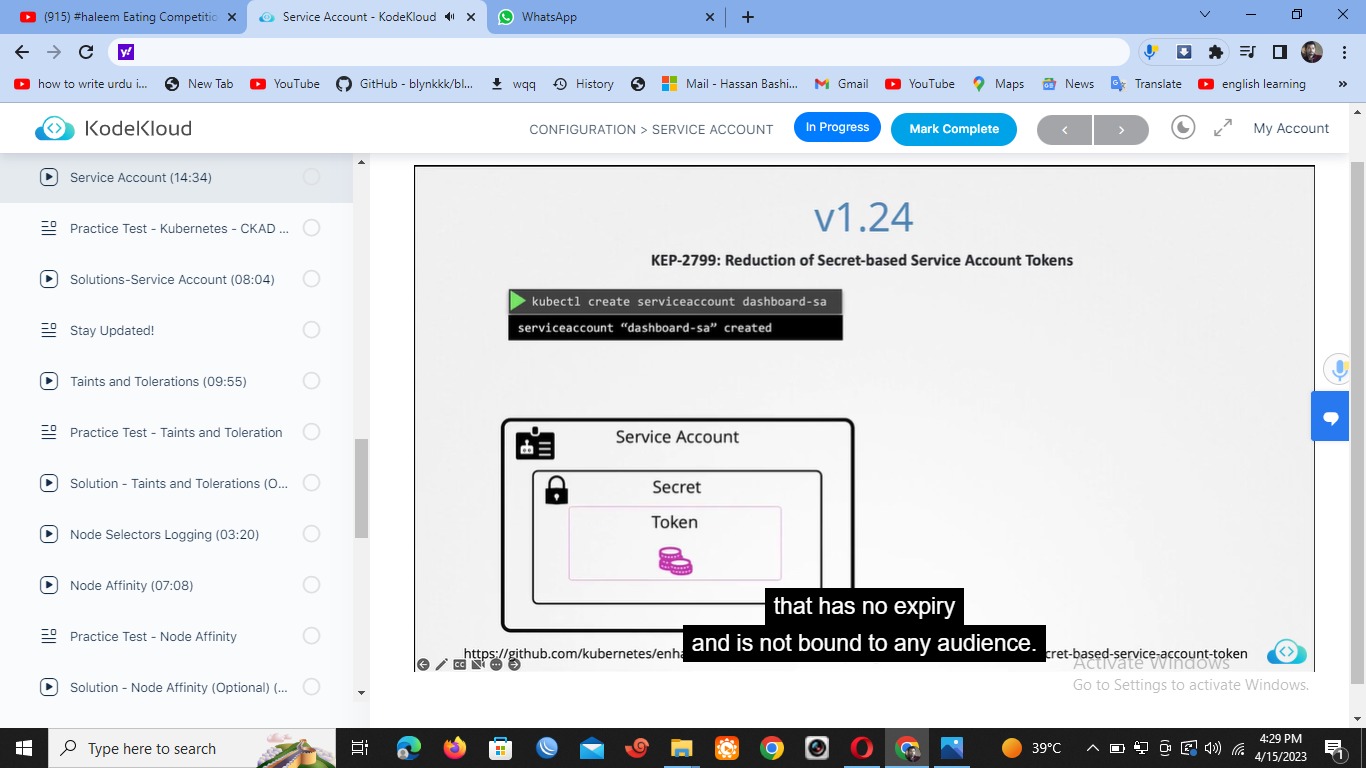 (915) #haleem Eating Competitio
Service Account - KodeKloud
WhatsApp
y!
how to write urdu i...
New Tab
YouTube
GitHub - blynkkk/bl...
wqq
History
Mail - Hassan Bashi...
Gmail
YouTube
Maps
News
Translate
english learning
»
KodeKloud
CONFIGURATION > SERVICE ACCOUNT
In Progress
Mark Complete
<
>
My Account
Service Account (14:34)
Practice Test - Kubernetes - CKAD ...
Solutions-Service Account (08:04)
Stay Updated!
Taints and Tolerations (09:55)
Practice Test - Taints and Toleration
Solution - Taints and Tolerations (O...
Node Selectors Logging (03:20)
Node Affinity (07:08)
Practice Test - Node Affinity
Solution - Node Affinity (Optional) (...
v1.24
KEP-2799: Reduction of Secret-based Service Account Tokens
kubectl create serviceaccount dashboard-sa
serviceaccount “dashboard-sa” created
Service Account
Secret
Token
that has no expiry
and is not bound to any audience.
https://github.com/kubernetes/enha
cret-based-service-account-token
CC
Activate Windows
Go to Settings to activate Windows.
Type here to search
39°C
4:29 PM
4/15/2023
1